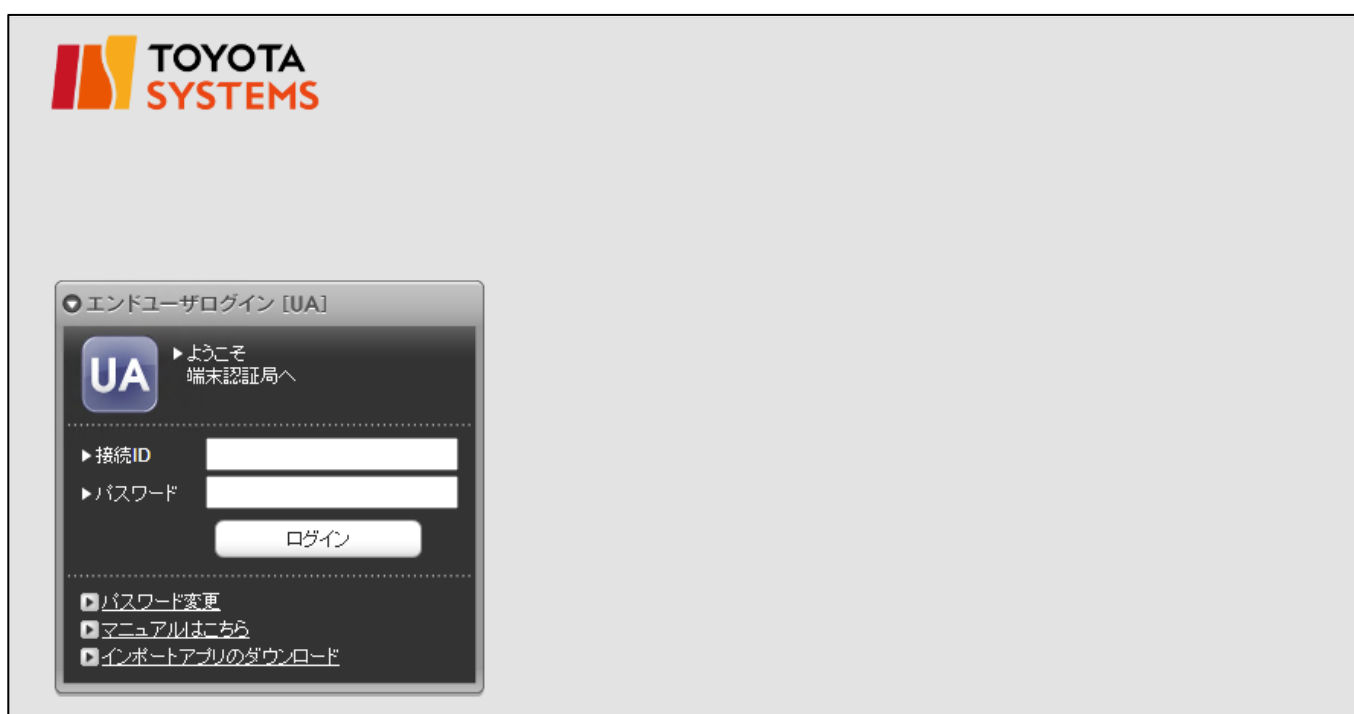 TOYOTA
SYSTEMS
エンドユーザログイン [UA]
UA
ようこそ
端末認証局へ
接続ID
パスワード
ログイン
パスワード変更
マニュアルはこちら
インポートアプリのダウンロード